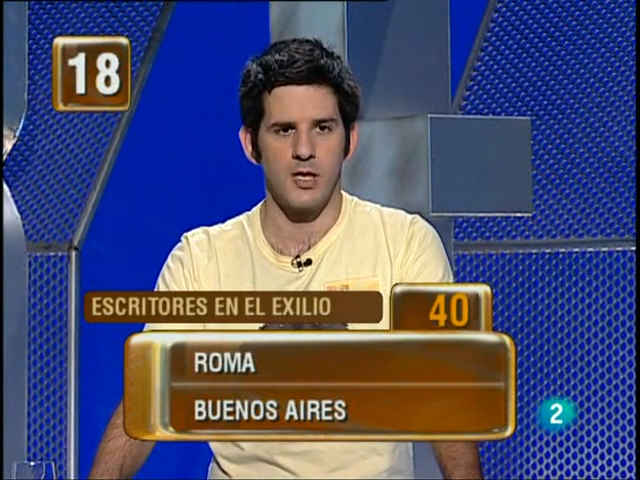 18
ESCRITORES EN EL EXILIO
40
ROMA
BUENOS AIRES
2